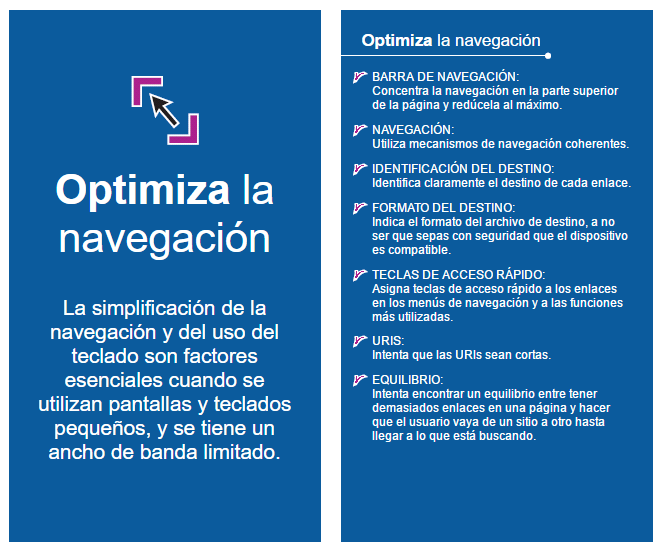 Optimiza la
navegación
La simplificación de la
navegación y del uso del
teclado son factores
esenciales cuando se
utilizan pantallas y teclados
pequeños, y se tiene un
ancho de banda limitado.
Optimiza la navegación
BARRA DE NAVEGACIÓN:
Concentra la navegación en la parte superior
de la página y redúcela al máximo.
NAVEGACIÓN:
Utiliza mecanismos de navegación coherentes.
IDENTIFICACIÓN DEL DESTINO:
Identifica claramente el destino de cada enlace.
FORMATO DEL DESTINO:
Indica el formato del archivo de destino, a no
ser que sepas con seguridad que el dispositivo
es compatible.
TECLAS DE ACCESO RÁPIDO:
Asigna teclas de acceso rápido a los enlaces
en los menús de navegación y a las funciones
más utilizadas.
URIS:
Intenta que las URIs sean cortas.
EQUILIBRIO:
Intenta encontrar un equilibrio entre tener
demasiados enlaces en una página y hacer
que el usuario vaya de un sitio a otro hasta
llegar a lo que está buscando.